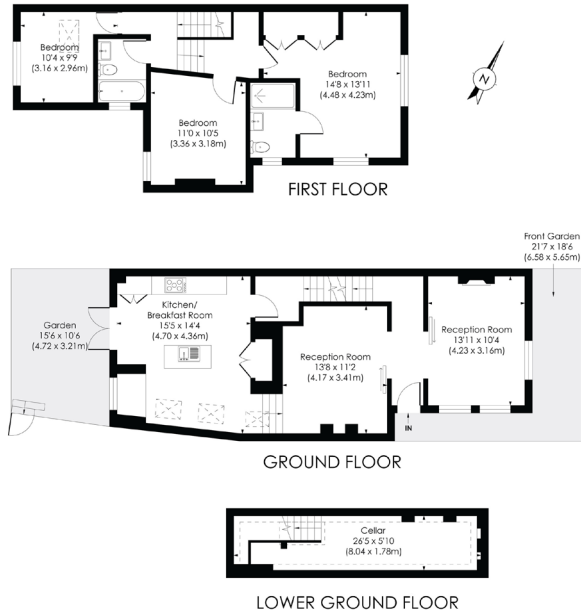 Bedroom
10'4 x 9'9
(3.16 x 2.96m)
Bedroom
14'8 x 13'11
(4.48 x 4.23m)
N
Bedroom
11'0 x 10'5
(3.36 x 3.18m)
FIRST FLOOR
Front Garden
21'7 x 18'6
(6.58 x 5.65m)
Kitchen/
Breakfast Room
15'5 x 14'4
(4.70 x 4.36m)
Garden
15'6 x 10'6
(4.72 x 3.21m)
Reception Room
13'11 x 10'4
(4.23 x 3.16m)
Reception Room
13'8 x 11'2
(4.17 x 3.41m)
IN
GROUND FLOOR
Cellar
26'5 x 5'10
(8.04 x 1.78m)
LOWER GROUND FLOOR